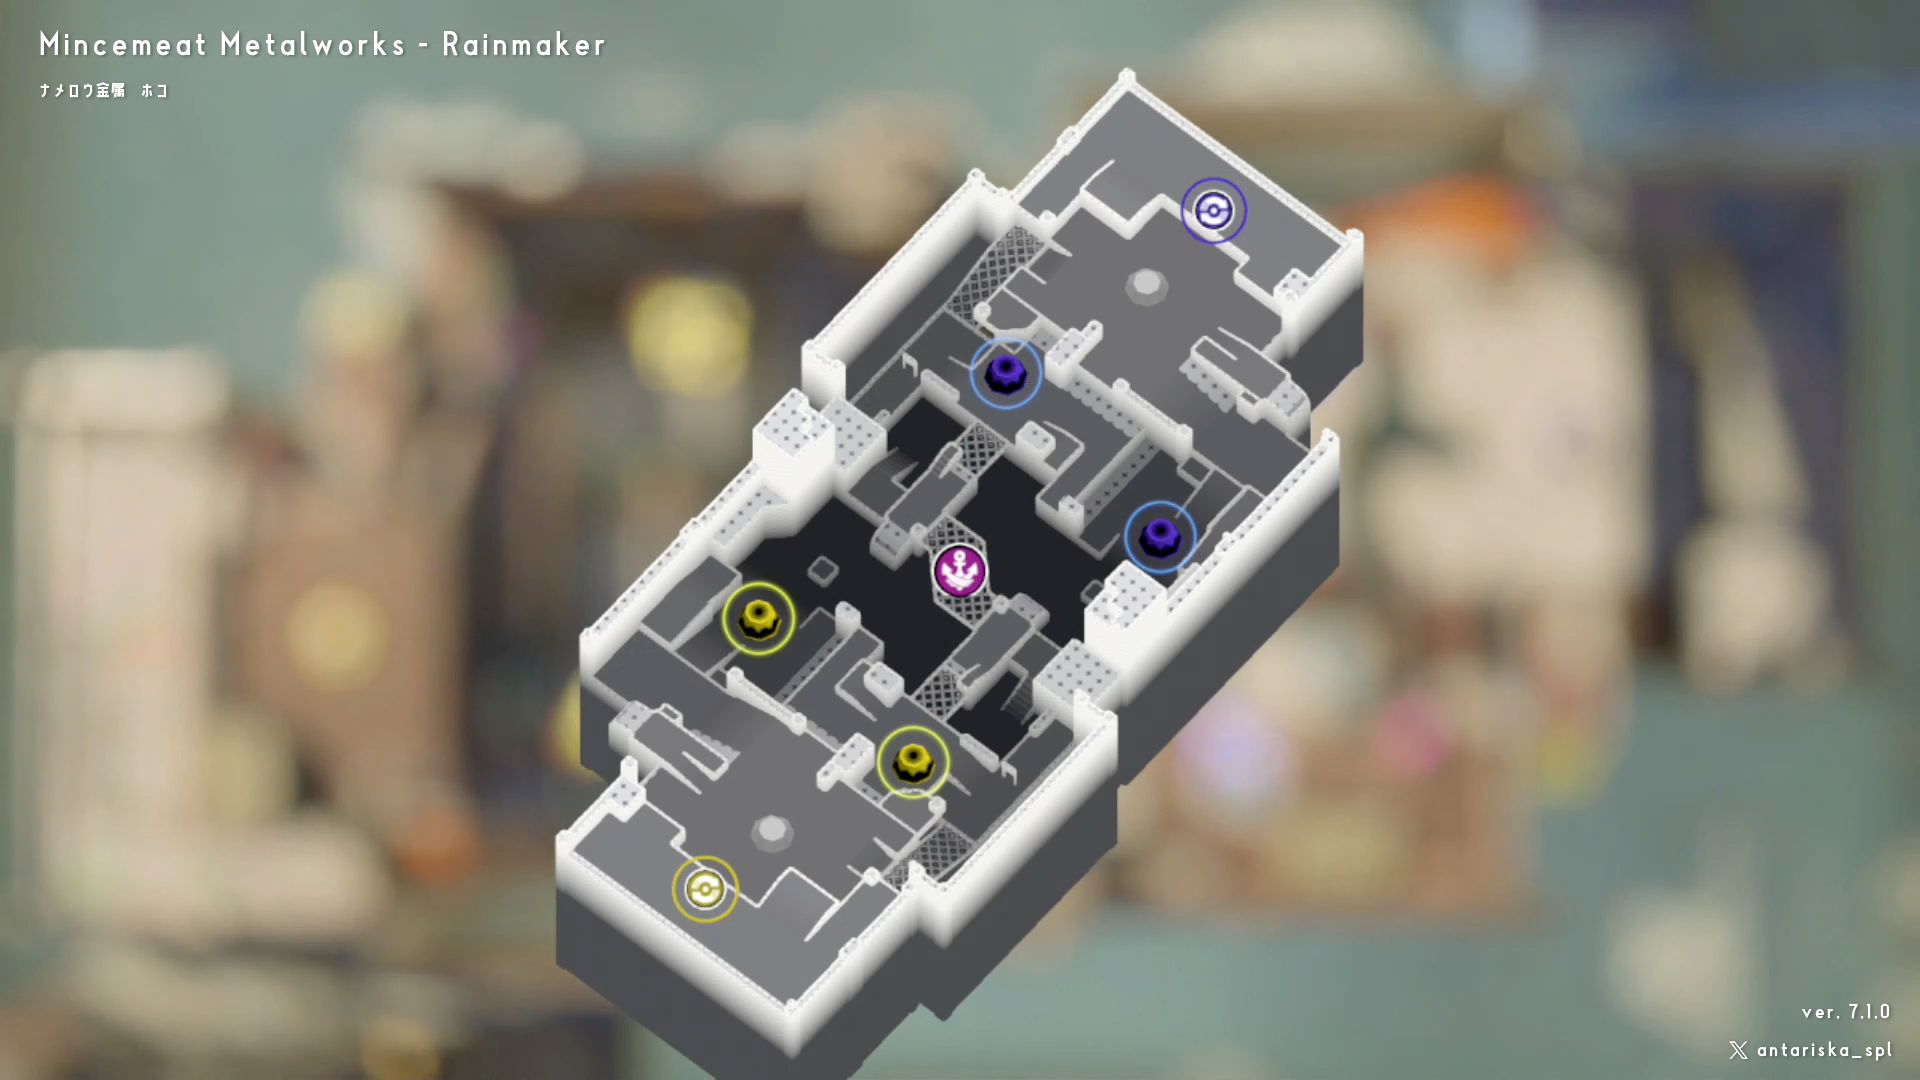 Mincemeat Metalworks - Rainmaker
ナメロウ金属 ホコ
ver. 7.1.0
X antariska_spl